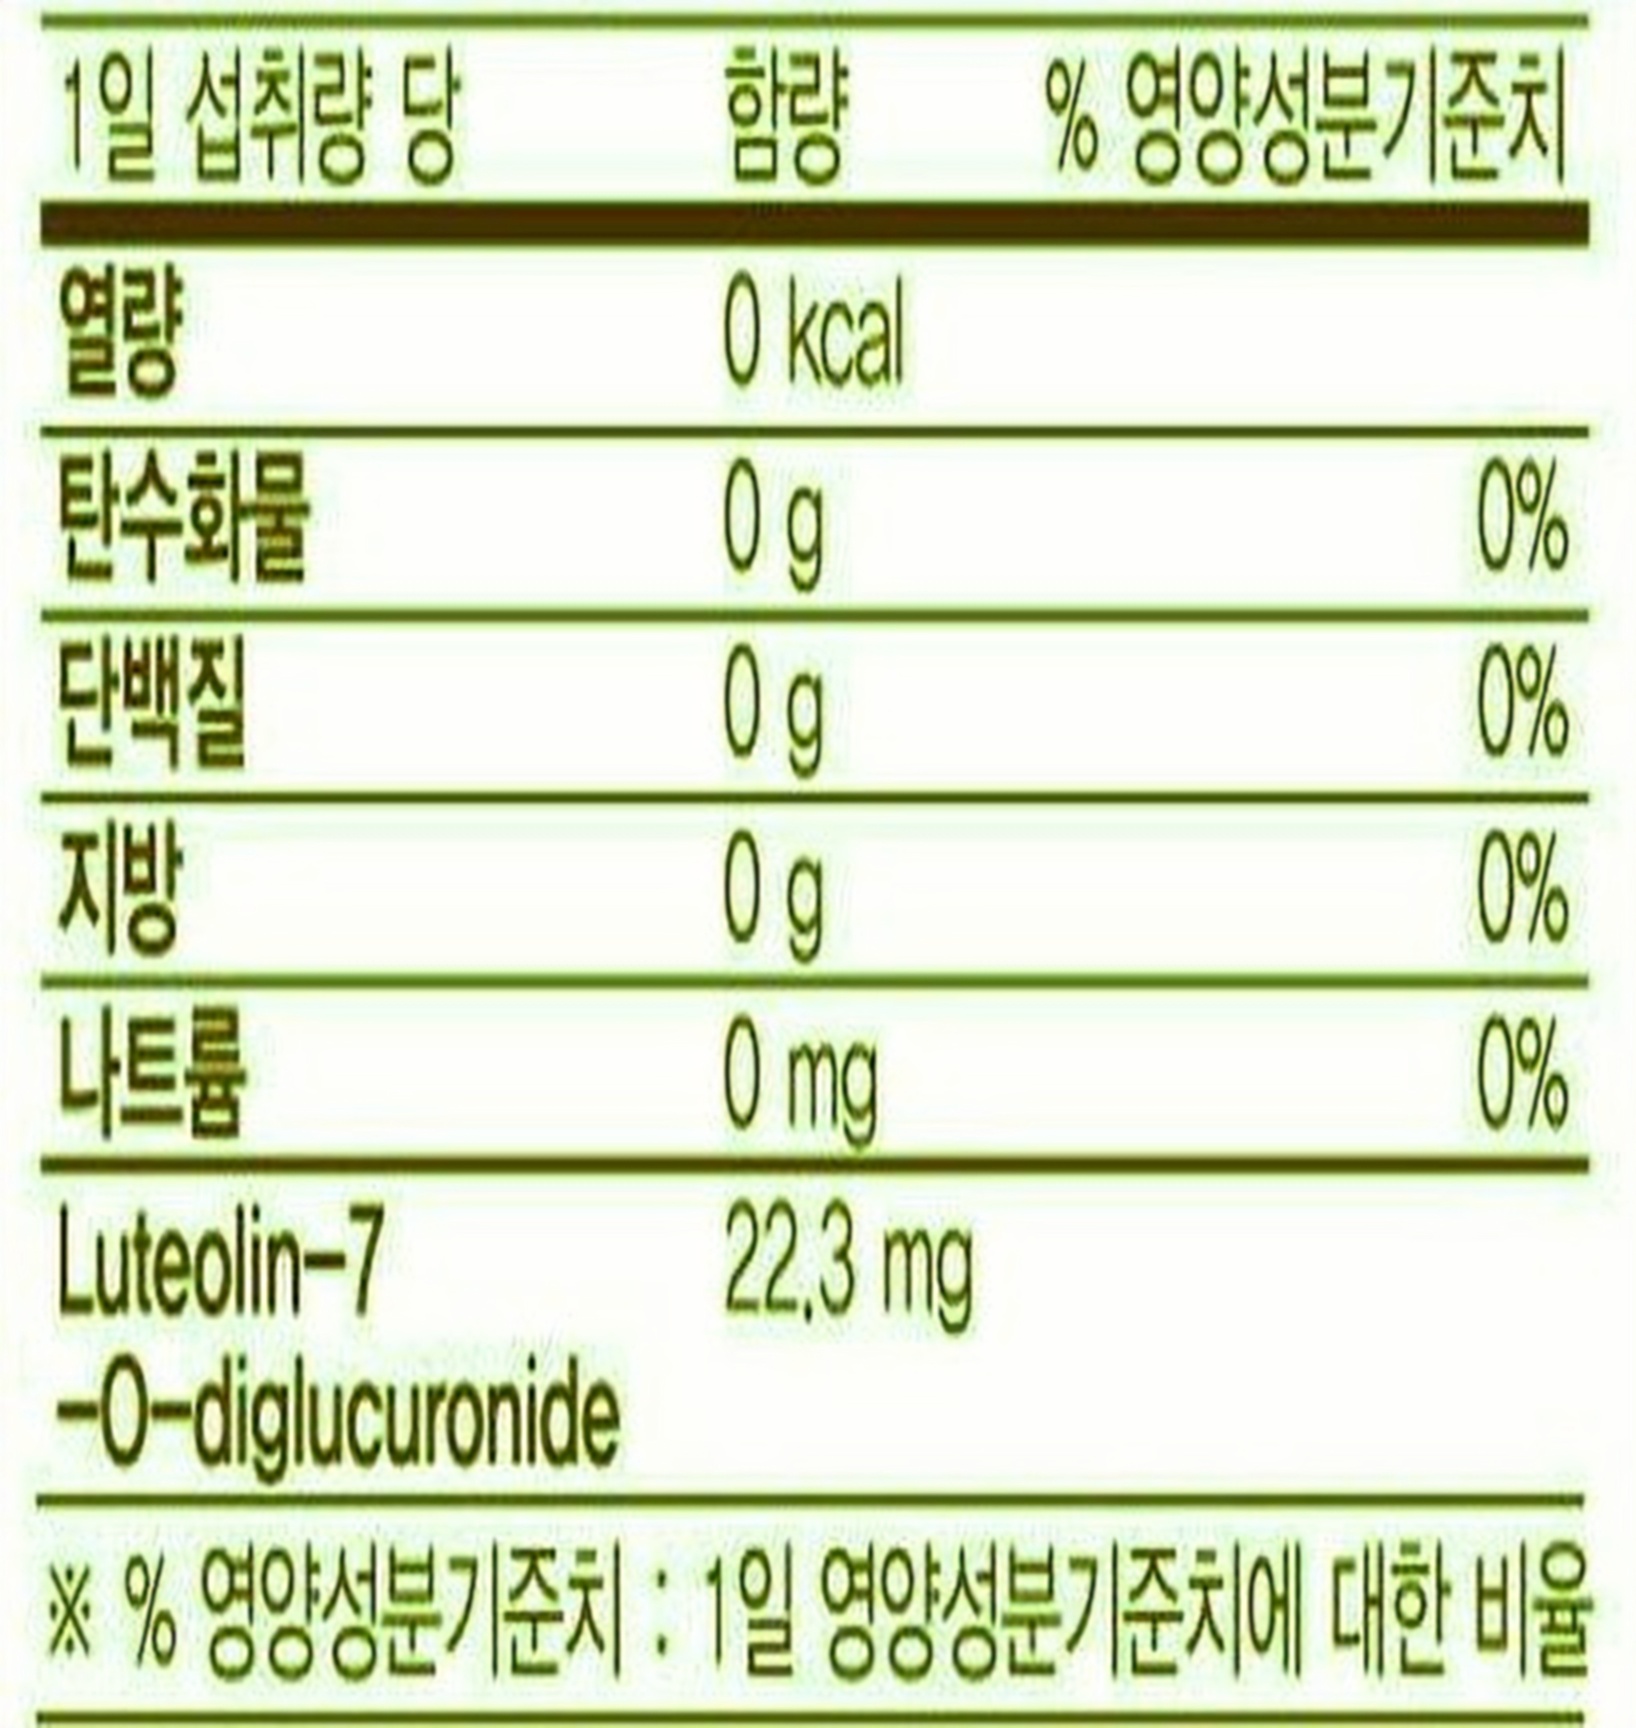 1일 섭취량 당 함량 % 영양성분기준치
열량 0 kcal
탄수화물 0 g 0%
단백질 0 g 0%
지방 0 g 0%
나트륨 0 mg 0%
Luteolin-7 22.3 mg
-O-diglucuronide
※ % 영양성분기준치 : 1일 영양성분기준치에 대한 비율